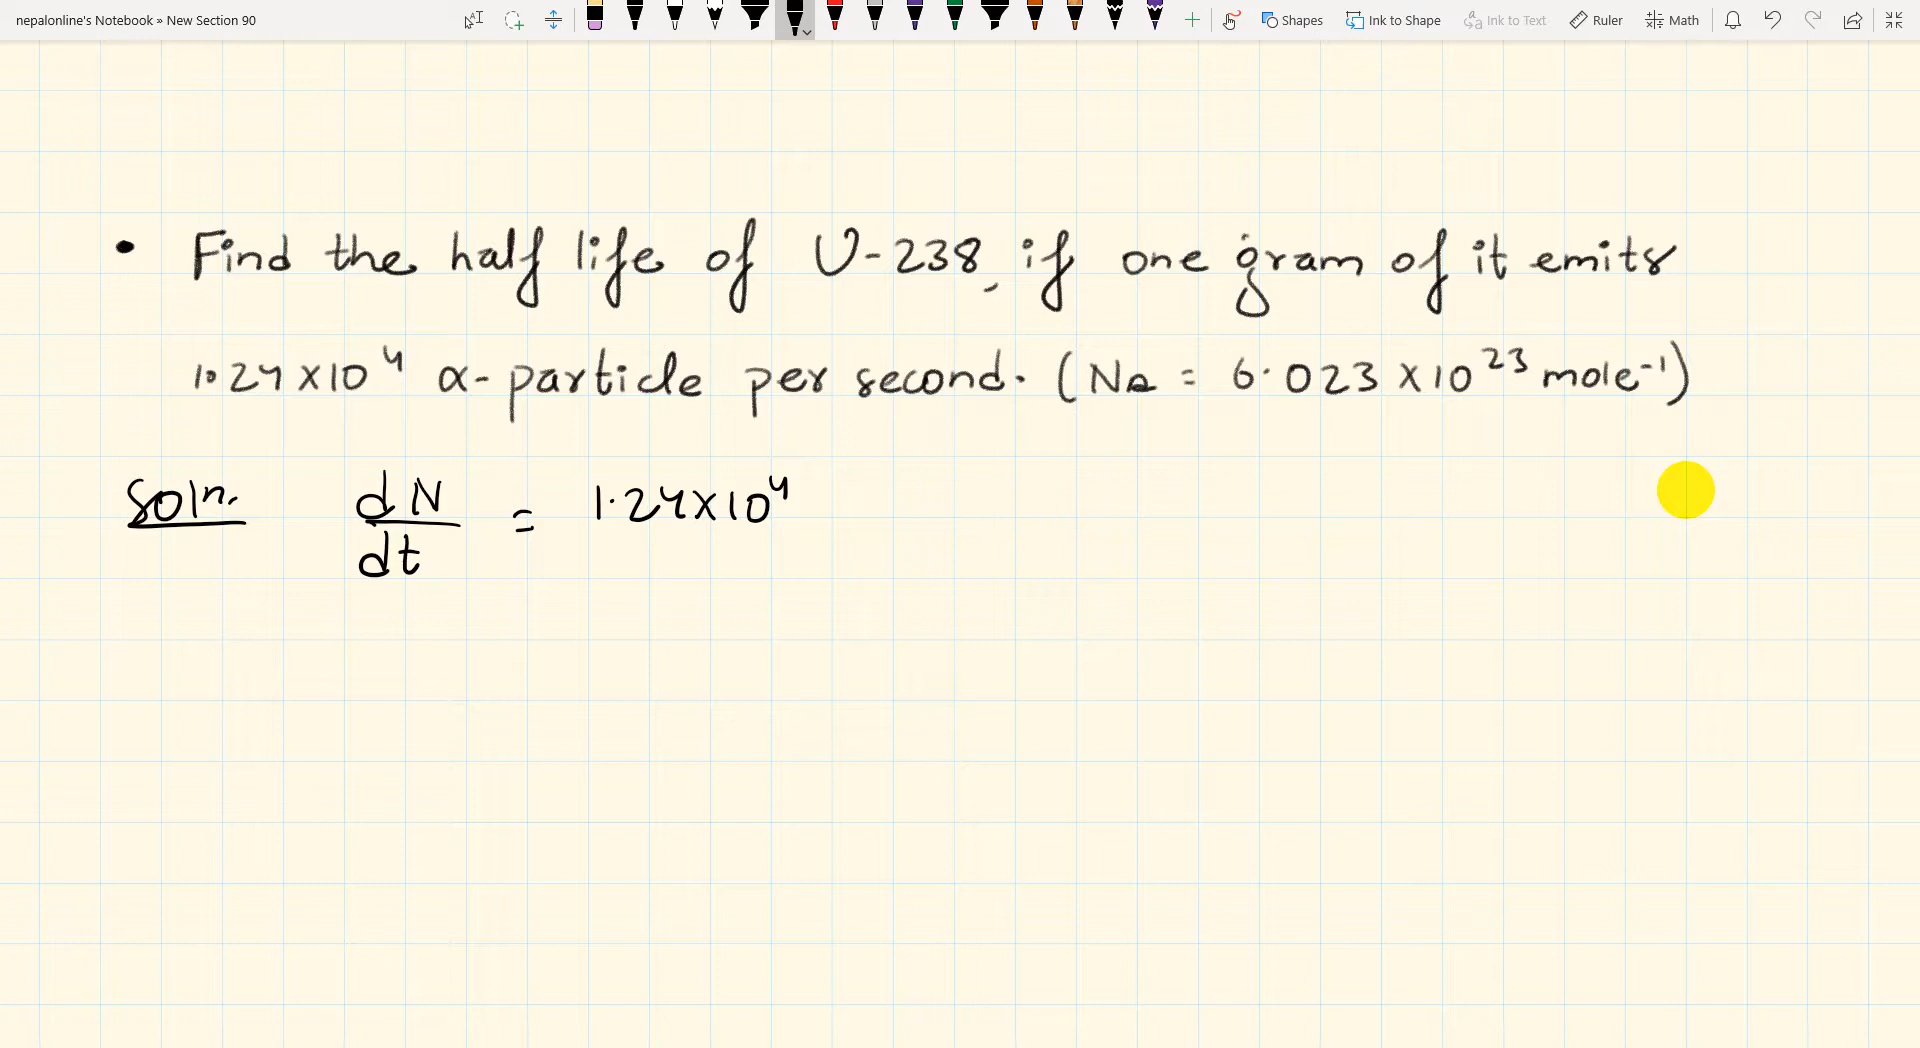 nepalonline's Notebook » New Section 90
Shapes Ink to Shape Ink to Text Ruler Math
• Find the half life of U-238, if one gram of it emits
1.24×10⁴ α-particle per second. (Na = 6.023 ×10²³ mole⁻¹)
Soln. dN/dt = 1.24×10⁴